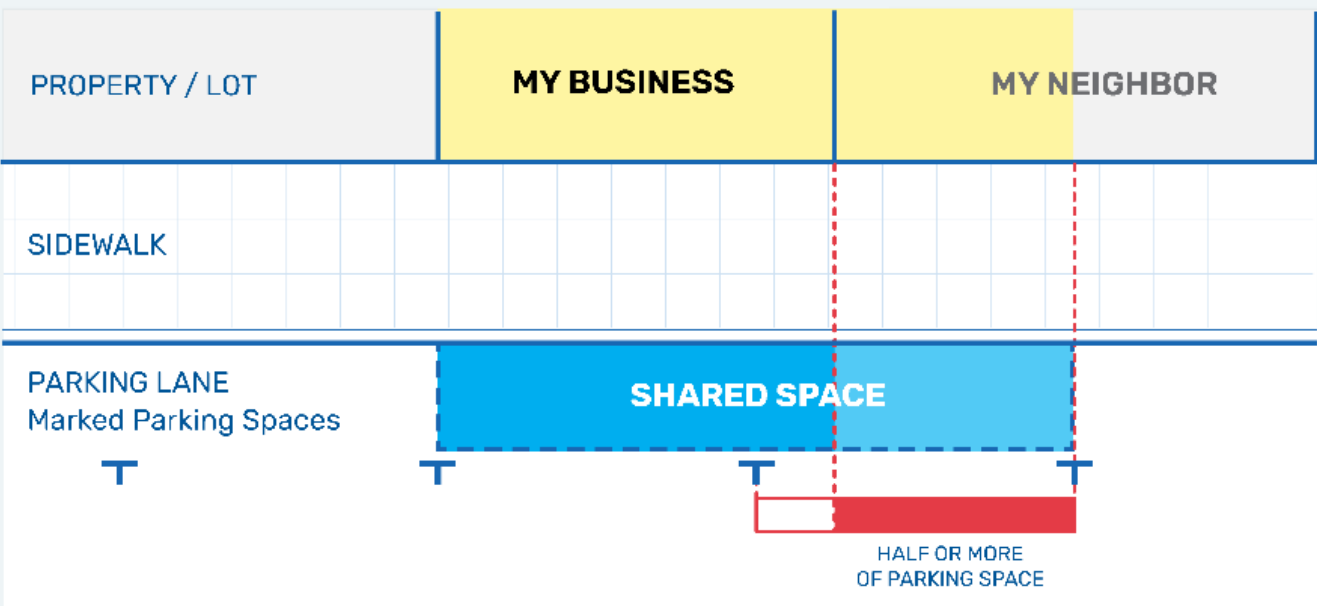 PROPERTY / LOT
MY BUSINESS
MY NEIGHBOR
SIDEWALK
PARKING LANE
Marked Parking Spaces
SHARED SPACE
HALF OR MORE
OF PARKING SPACE